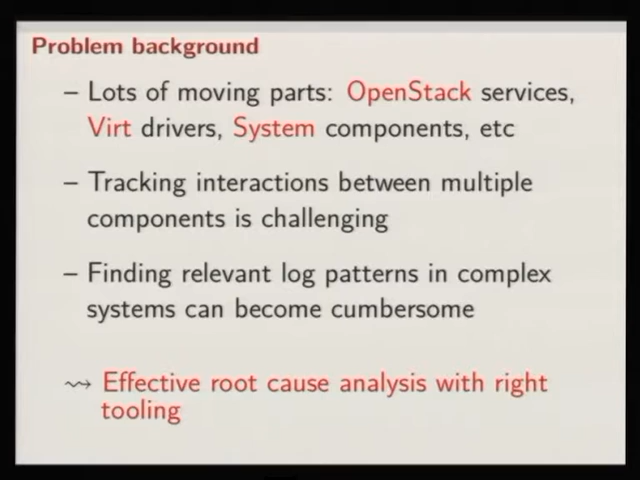 Problem background
– Lots of moving parts: OpenStack services,
Virt drivers, System components, etc
– Tracking interactions between multiple
components is challenging
– Finding relevant log patterns in complex
systems can become cumbersome
⇝ Effective root cause analysis with right
tooling